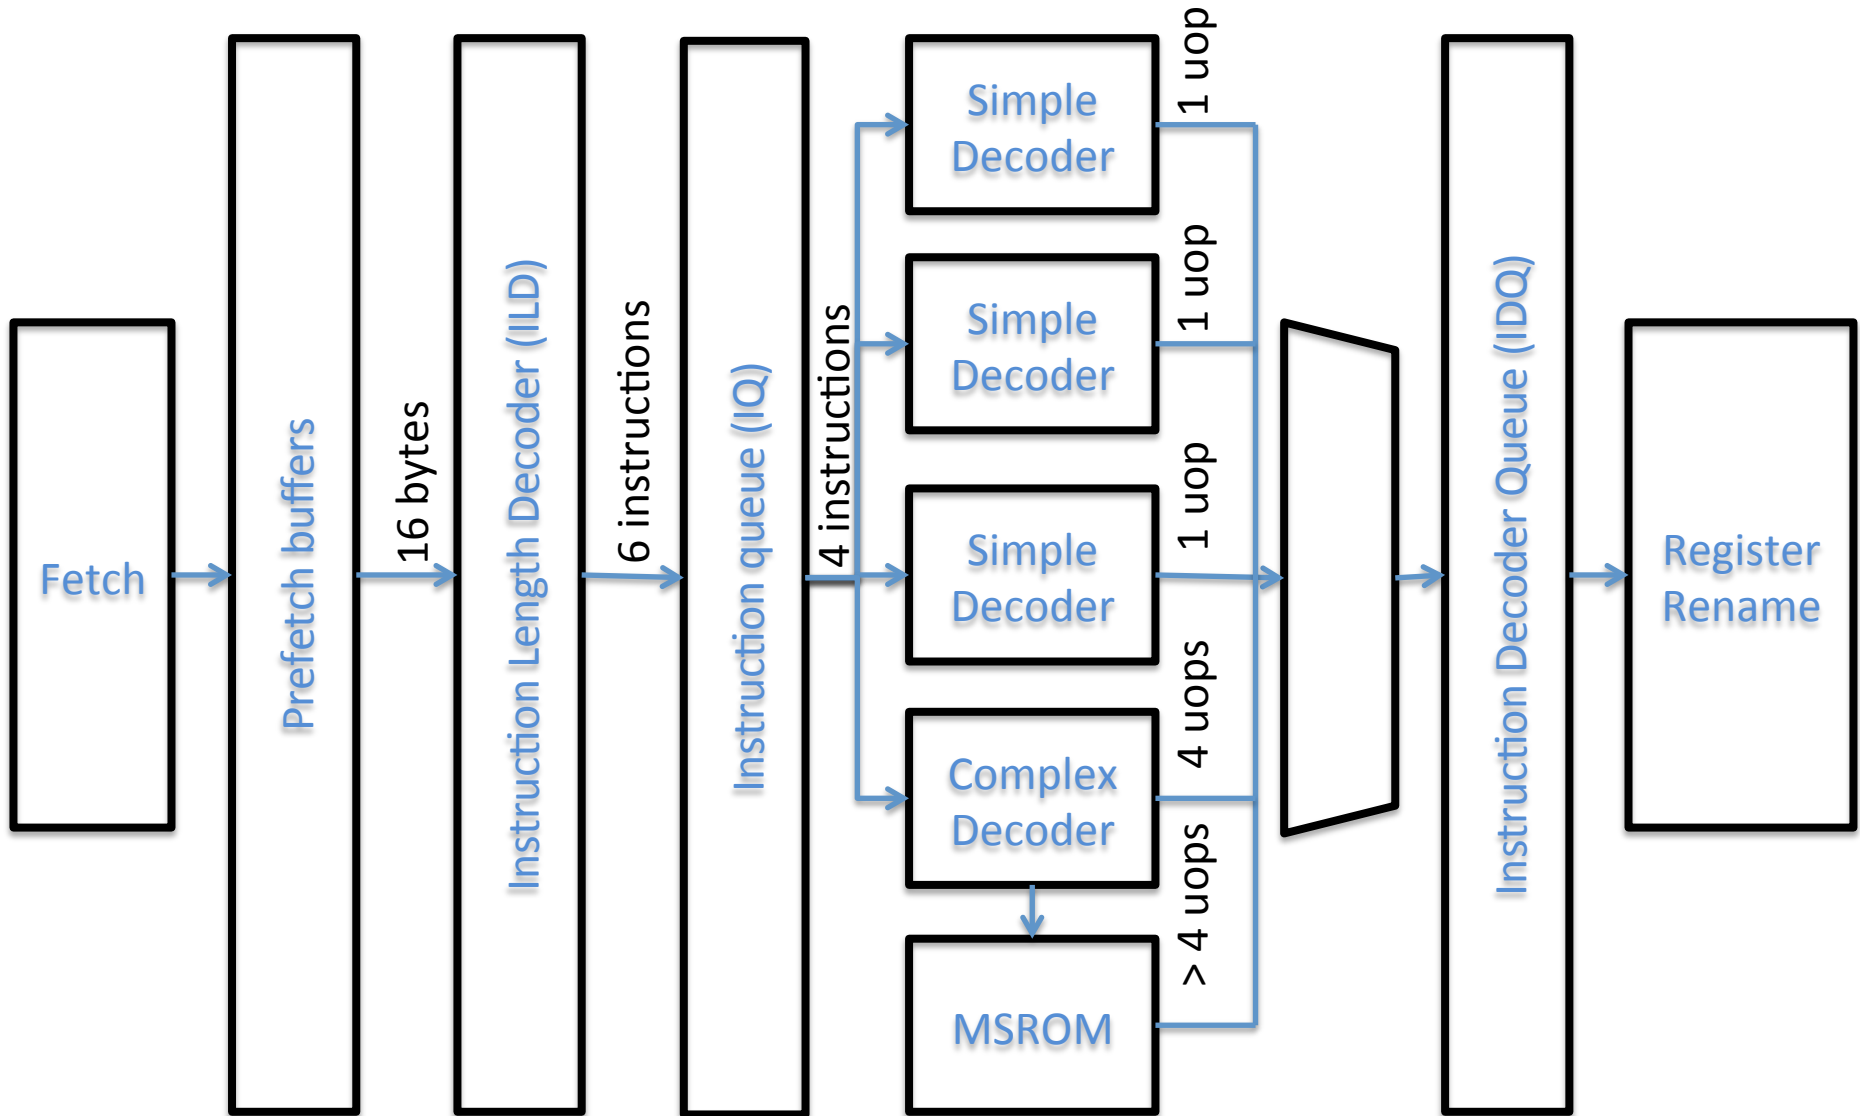 Fetch
Prefetch buffers
16 bytes
Instruction Length Decoder (ILD)
6 instructions
Instruction queue (IQ)
4 instructions
Simple
Decoder
1 uop
Simple
Decoder
1 uop
Simple
Decoder
1 uop
Complex
Decoder
4 uops
MSROM
> 4 uops
Instruction Decoder Queue (IDQ)
Register
Rename